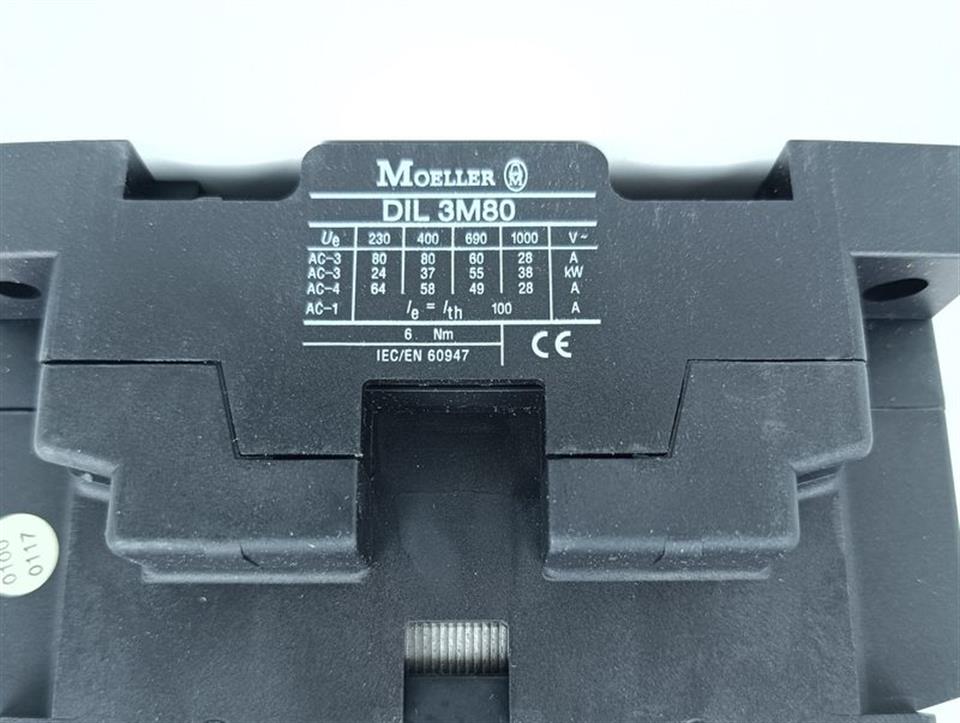 MOELLER
DIL 3M80
Ue 230 400 690 1000 V~
AC-3 80 80 60 28 A
AC-3 24 37 55 38 kW
AC-4 64 58 49 28 A
AC-1 Ie = Ith 100 A
6 Nm
IEC/EN 60947 CE
0100
0117